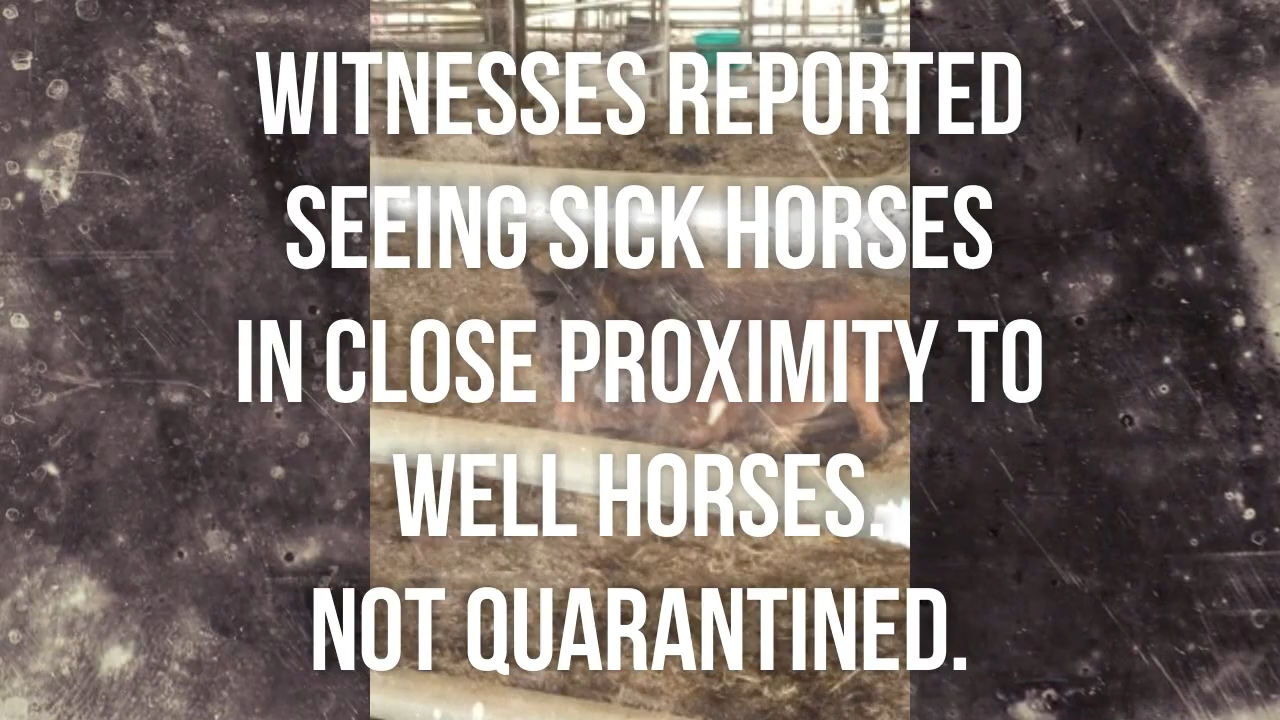 WITNESSES REPORTED
SEEING SICK HORSES
IN CLOSE PROXIMITY TO
WELL HORSES.
NOT QUARANTINED.